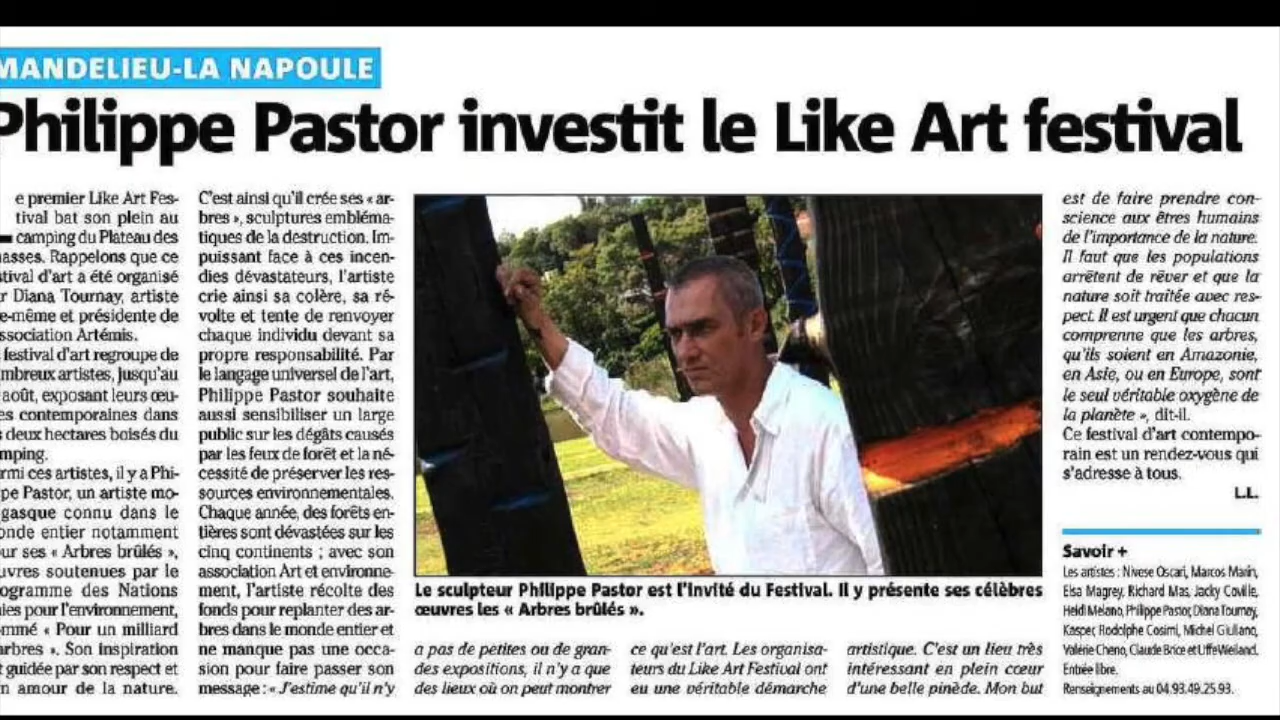 MANDELIEU-LA NAPOULE
Philippe Pastor investit le Like Art festival
e premier Like Art Fes-
tival bat son plein au
camping du Plateau des
asses. Rappelons que ce
stival d'art a été organisé
r Diana Tournay, artiste
e-même et présidente de
ssociation Artémis.
festival d'art regroupe de
mbreux artistes, jusqu'au
août, exposant leurs œu-
es contemporaines dans
s deux hectares boisés du
mping.
rmi ces artistes, il y a Phi-
pe Pastor, un artiste mo-
gasque connu dans le
onde entier notamment
ur ses « Arbres brûlés »,
uvres soutenues par le
ogramme des Nations
ies pour l'environnement,
mmé « Pour un milliard
arbres ». Son inspiration
t guidée par son respect et
n amour de la nature.
C'est ainsi qu'il crée ses « ar-
bres », sculptures embléma-
tiques de la destruction. Im-
puissant face à ces incen-
dies dévastateurs, l'artiste
crie ainsi sa colère, sa ré-
volte et tente de renvoyer
chaque individu devant sa
propre responsabilité. Par
le langage universel de l'art,
Philippe Pastor souhaite
aussi sensibiliser un large
public sur les dégâts causés
par les feux de forêt et la né-
cessité de préserver les res-
sources environnementales.
Chaque année, des forêts en-
tières sont dévastées sur les
cinq continents ; avec son
association Art et environne-
ment, l'artiste récolte des
fonds pour replanter des ar-
bres dans le monde entier et
ne manque pas une occa-
sion pour faire passer son
message : « J'estime qu'il n'y
Le sculpteur Philippe Pastor est l'invité du Festival. Il y présente ses célèbres
œuvres les « Arbres brûlés ».
a pas de petites ou de gran-
des expositions, il n'y a que
des lieux où on peut montrer
ce qu'est l'art. Les organisa-
teurs du Like Art Festival ont
eu une véritable démarche
artistique. C'est un lieu très
intéressant en plein cœur
d'une belle pinède. Mon but
est de faire prendre con-
science aux êtres humains
de l'importance de la nature.
Il faut que les populations
arrêtent de rêver et que la
nature soit traitée avec res-
pect. Il est urgent que chacun
comprenne que les arbres,
qu'ils soient en Amazonie,
en Asie, ou en Europe, sont
le seul véritable oxygène de
la planète », dit-il.
Ce festival d'art contempo-
rain est un rendez-vous qui
s'adresse à tous.
L.L.
Savoir +
Les artistes : Nivese Oscari, Marcos Marin,
Elsa Magrey, Richard Mas, Jacky Coville,
Heidi Melano, Philippe Pastor, Diana Tournay,
Kasper, Rodolphe Cosimi, Michel Giuliano,
Valérie Cheno, Claude Brice et Uffe Weiland.
Entrée libre.
Renseignements au 04.93.49.25.93.